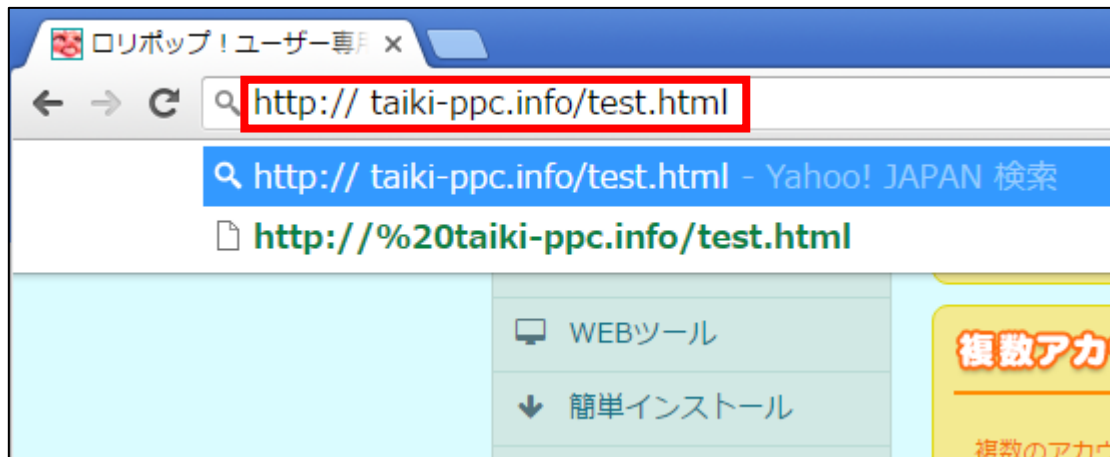 ロリポップ！ユーザー専
http:// taiki-ppc.info/test.html
http:// taiki-ppc.info/test.html - Yahoo! JAPAN 検索
http://%20taiki-ppc.info/test.html
WEBツール
複数アカ
簡単インストール
複数のアカウ